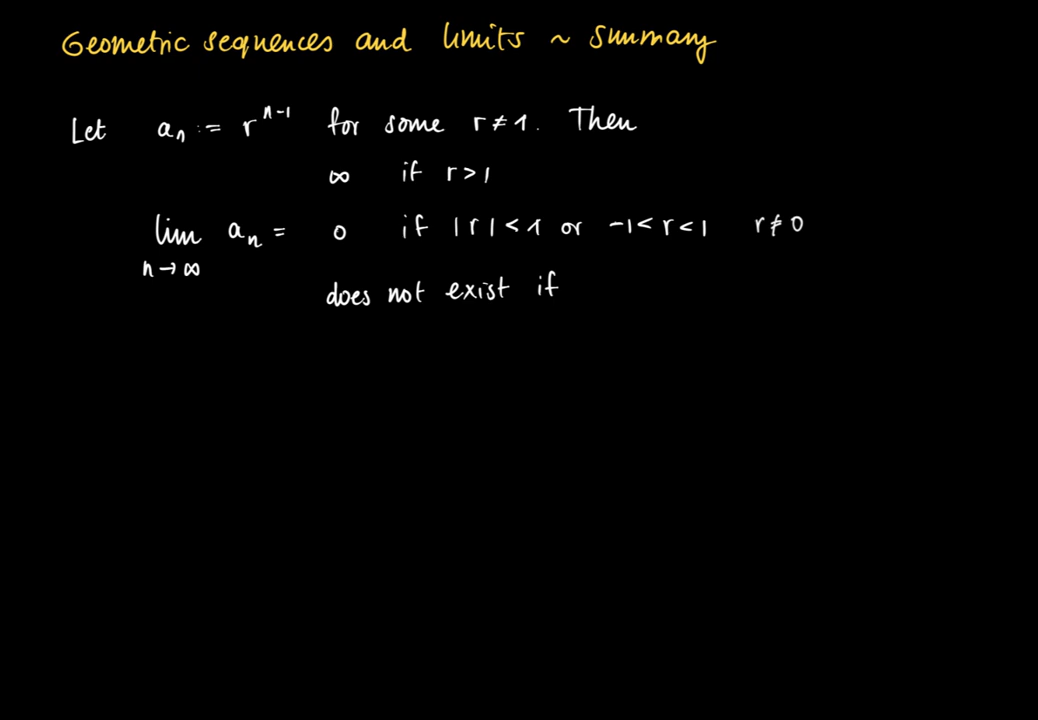 Geometric sequences and limits ~ summary
Let aₙ := rⁿ⁻¹ for some r ≠ 1. Then
∞ if r > 1
lim aₙ = 0 if |r| < 1 or -1 < r < 1 r ≠ 0
n → ∞
does not exist if